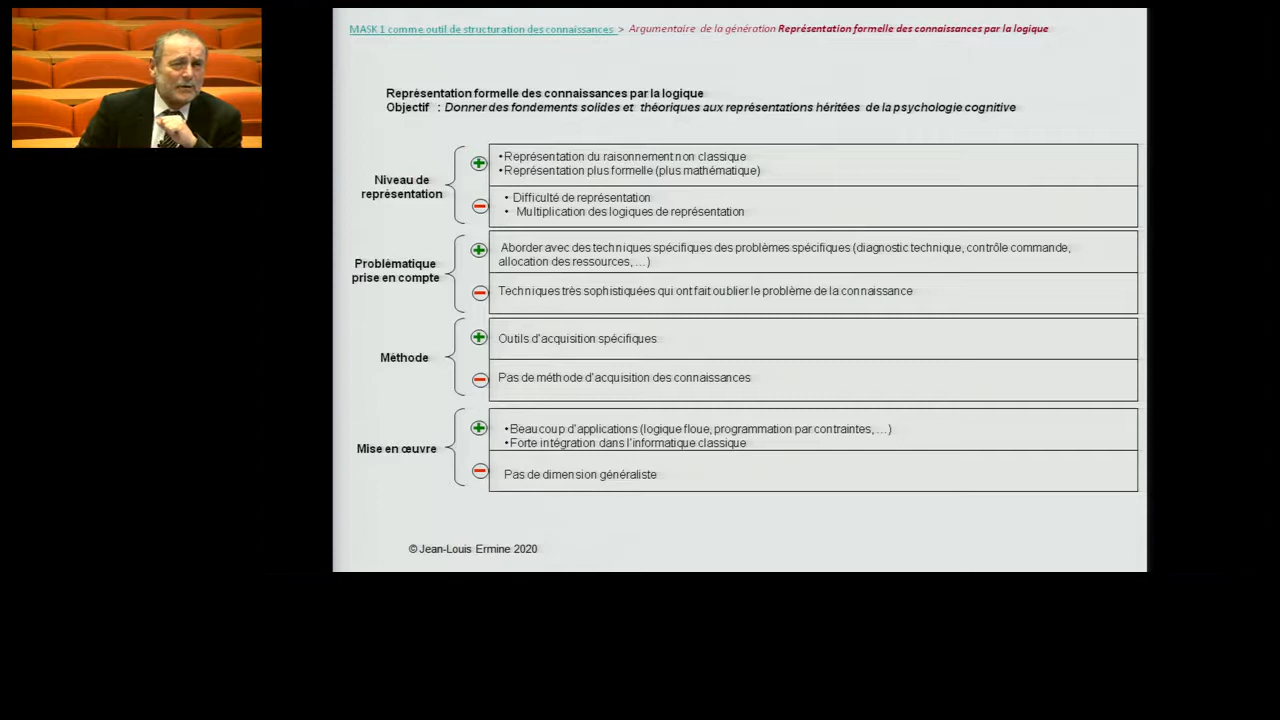 MASK 1 comme outil de structuration des connaissances > Argumentaire de la génération Représentation formelle des connaissances par la logique
Représentation formelle des connaissances par la logique
Objectif : Donner des fondements solides et théoriques aux représentations héritées de la psychologie cognitive
Niveau de
représentation
•Représentation du raisonnement non classique
•Représentation plus formelle (plus mathématique)
• Difficulté de représentation
• Multiplication des logiques de représentation
Problématique
prise en compte
Aborder avec des techniques spécifiques des problèmes spécifiques (diagnostic technique, contrôle commande,
allocation des ressources, …)
Techniques très sophistiquées qui ont fait oublier le problème de la connaissance
Méthode
Outils d'acquisition spécifiques
Pas de méthode d'acquisition des connaissances
Mise en œuvre
•Beaucoup d'applications (logique floue, programmation par contraintes, …)
•Forte intégration dans l'informatique classique
Pas de dimension généraliste
© Jean-Louis Ermine 2020